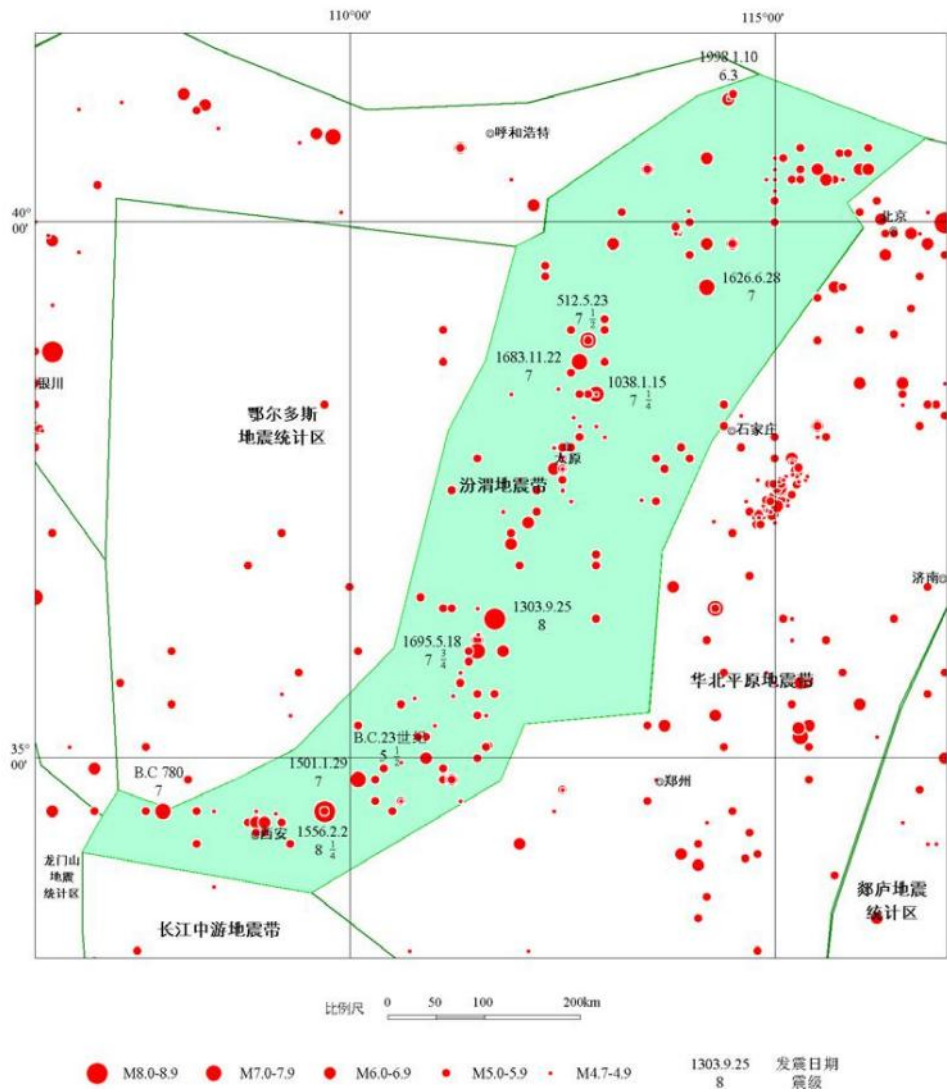 110°00'
115°00'
1998.1.10
6.3
呼和浩特
40°
00'
北京
1626.6.28
7
512.5.23
7 1/2
1683.11.22
7
1038.1.15
7 1/4
银川
鄂尔多斯
地震统计区
石家庄
太原
汾渭地震带
济南
1303.9.25
8
1695.5.18
7 3/4
华北平原地震带
B.C.23世纪
5 1/2
35°
00'
B.C 780
7
1501.1.29
7
郑州
1556.2.2
8 1/4
西安
龙门山
地震
统计区
郯庐地震
统计区
长江中游地震带
比例尺 0 50 100 200km
M8.0-8.9 M7.0-7.9 M6.0-6.9 M5.0-5.9 M4.7-4.9 1303.9.25 发震日期
8 震级